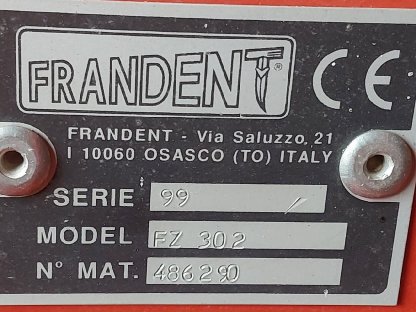 FRANDENT ® CE
FRANDENT - Via Saluzzo, 21
I 10060 OSASCO (TO) ITALY
SERIE 99 /
MODEL FZ 302
N° MAT. 486290